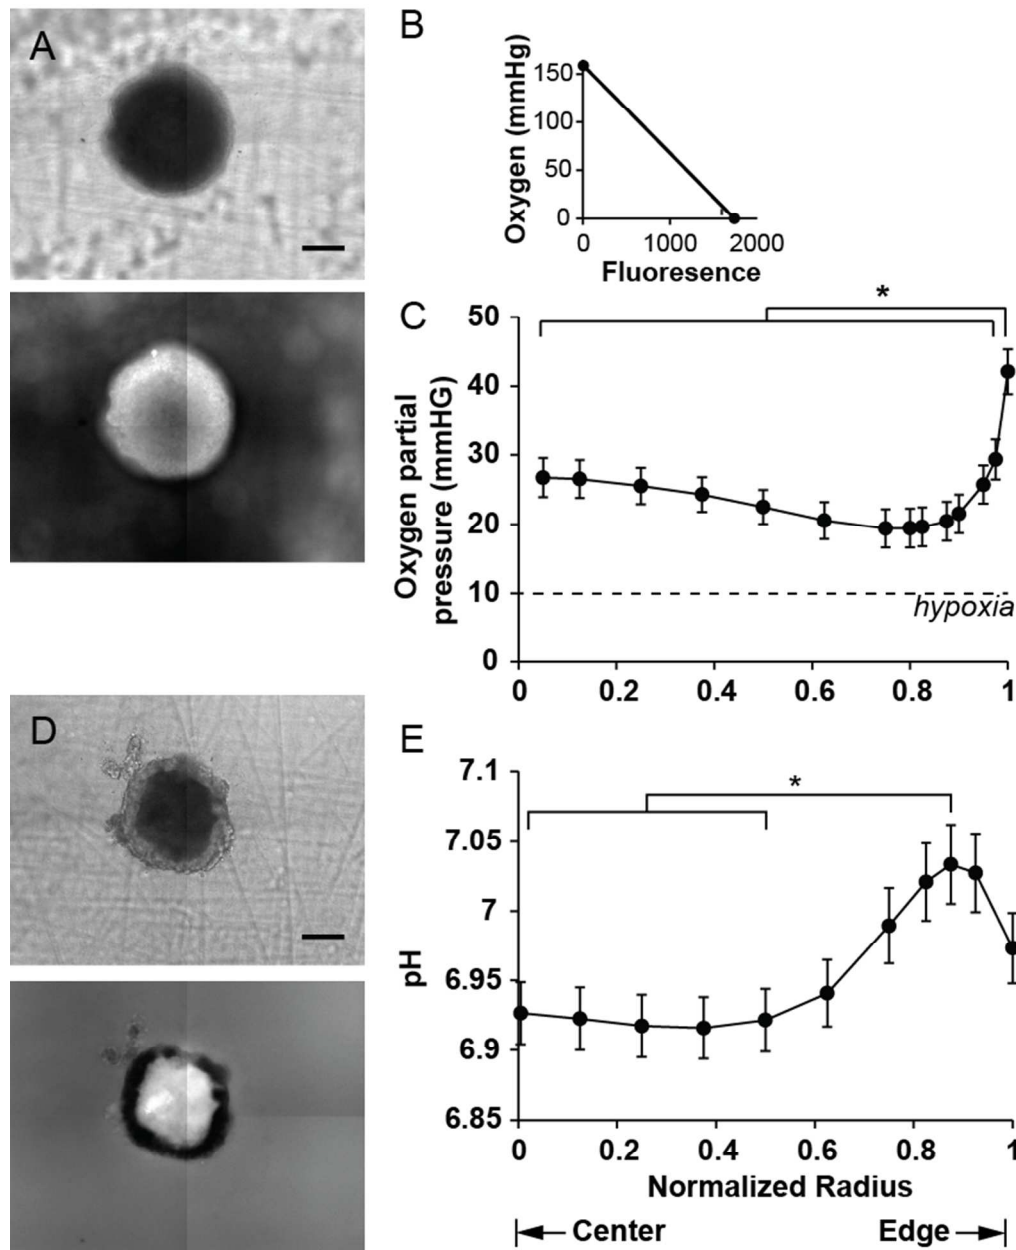 A
B
Oxygen (mmHg)
150
100
50
0
0 1000 2000
Fluoresence
C
*
Oxygen partial
pressure (mmHG)
50
40
30
20
10
0
hypoxia
0 0.2 0.4 0.6 0.8 1
D
E
*
pH
7.1
7.05
7
6.95
6.9
6.85
0 0.2 0.4 0.6 0.8 1
Normalized Radius
Center Edge